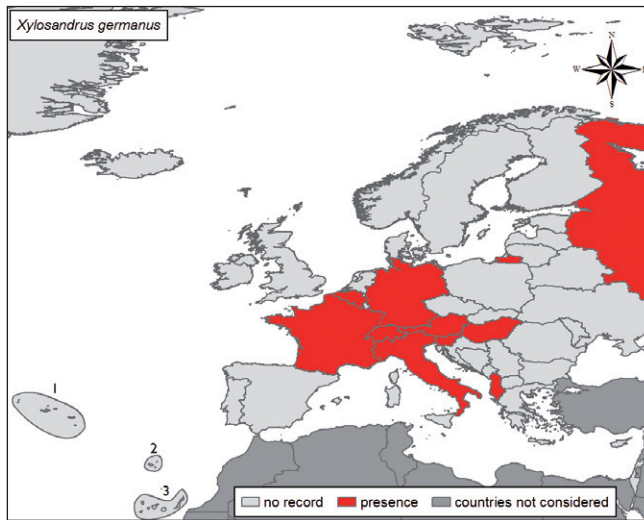 Xylosandrus germanus
N
W
S
1
2
3
no record presence countries not considered